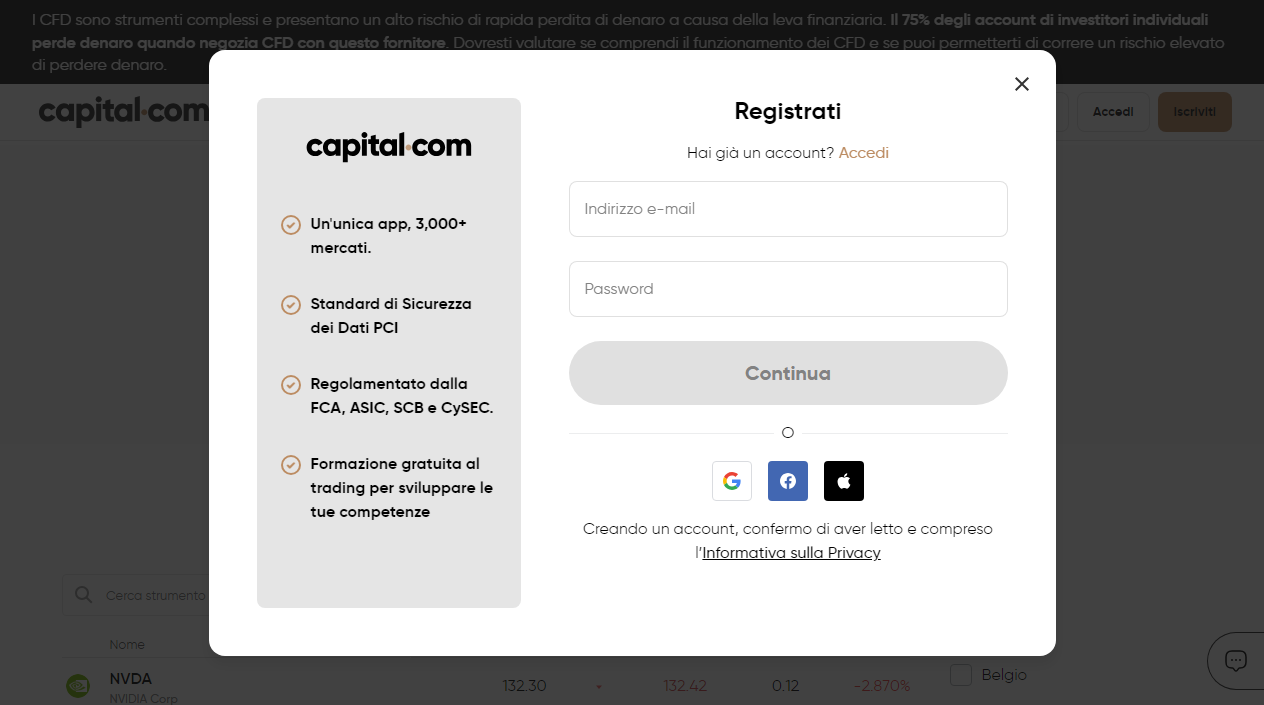 I CFD sono strumenti complessi e presentano un alto rischio di rapida perdita di denaro a causa della leva finanziaria. Il 75% degli account di investitori individuali
perde denaro quando negozia CFD con questo fornitore. Dovresti valutare se comprendi il funzionamento dei CFD e se puoi permetterti di correre un rischio elevato
di perdere denaro.
capital.com
Accedi
Iscriviti
capital.com
Un'unica app, 3,000+
mercati.
Standard di Sicurezza
dei Dati PCI
Regolamentato dalla
FCA, ASIC, SCB e CySEC.
Formazione gratuita al
trading per sviluppare le
tue competenze
Registrati
Hai già un account? Accedi
Indirizzo e-mail
Password
Continua
O
Creando un account, confermo di aver letto e compreso
l'Informativa sulla Privacy
Cerca strumento
Nome
NVDA
NVIDIA Corp
132.30
132.42
0.12
-2.870%
Belgio